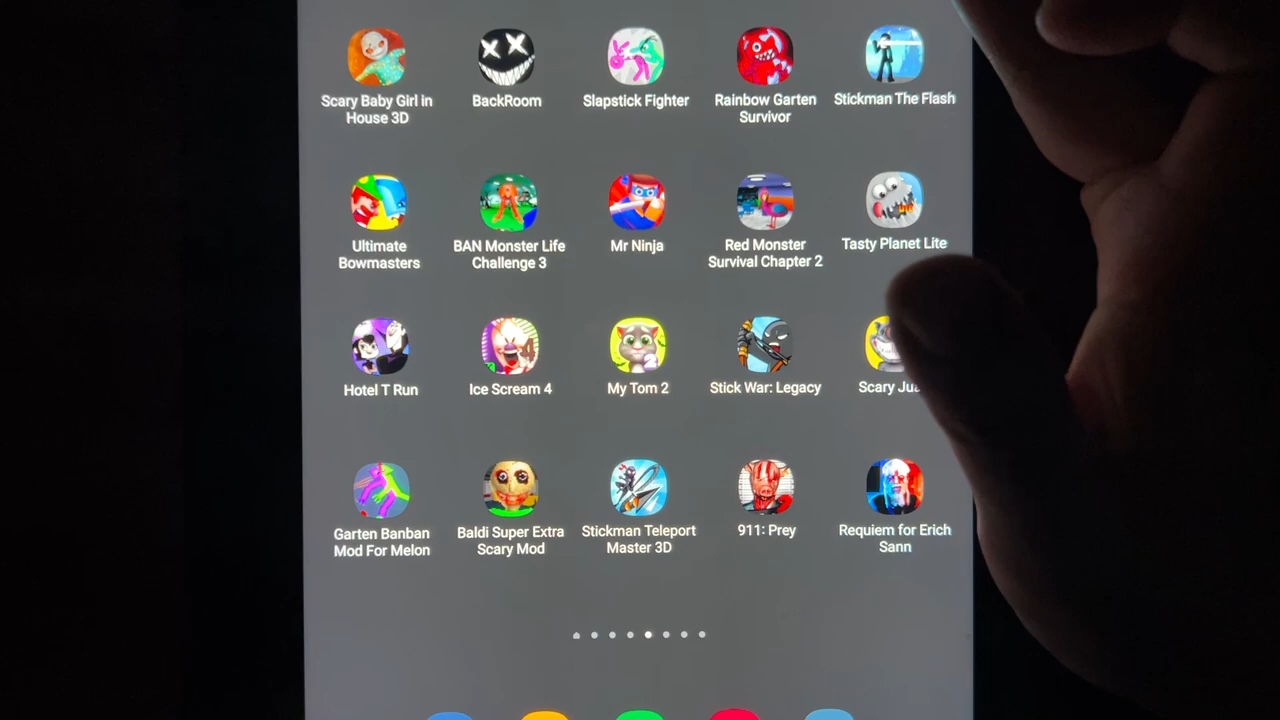 Scary Baby Girl in
House 3D
BackRoom
Slapstick Fighter
Rainbow Garten
Survivor
Stickman The Flash
Ultimate
Bowmasters
BAN Monster Life
Challenge 3
Mr Ninja
Red Monster
Survival Chapter 2
Tasty Planet Lite
Hotel T Run
Ice Scream 4
My Tom 2
Stick War: Legacy
Scary
Garten Banban
Mod For Melon
Baldi Super Extra
Scary Mod
Stickman Teleport
Master 3D
911: Prey
Requiem for Erich
Sann